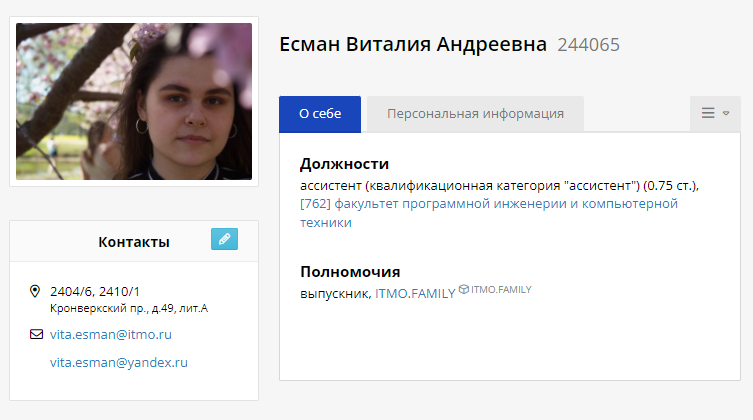 Есман Виталия Андреевна 244065
О себе
Персональная информация
Должности
ассистент (квалификационная категория "ассистент") (0.75 ст.),
[762] факультет программной инженерии и компьютерной
техники
Полномочия
выпускник, ITMO.FAMILY ITMO.FAMILY
Контакты
2404/6, 2410/1
Кронверкский пр., д.49, лит.А
vita.esman@itmo.ru
vita.esman@yandex.ru